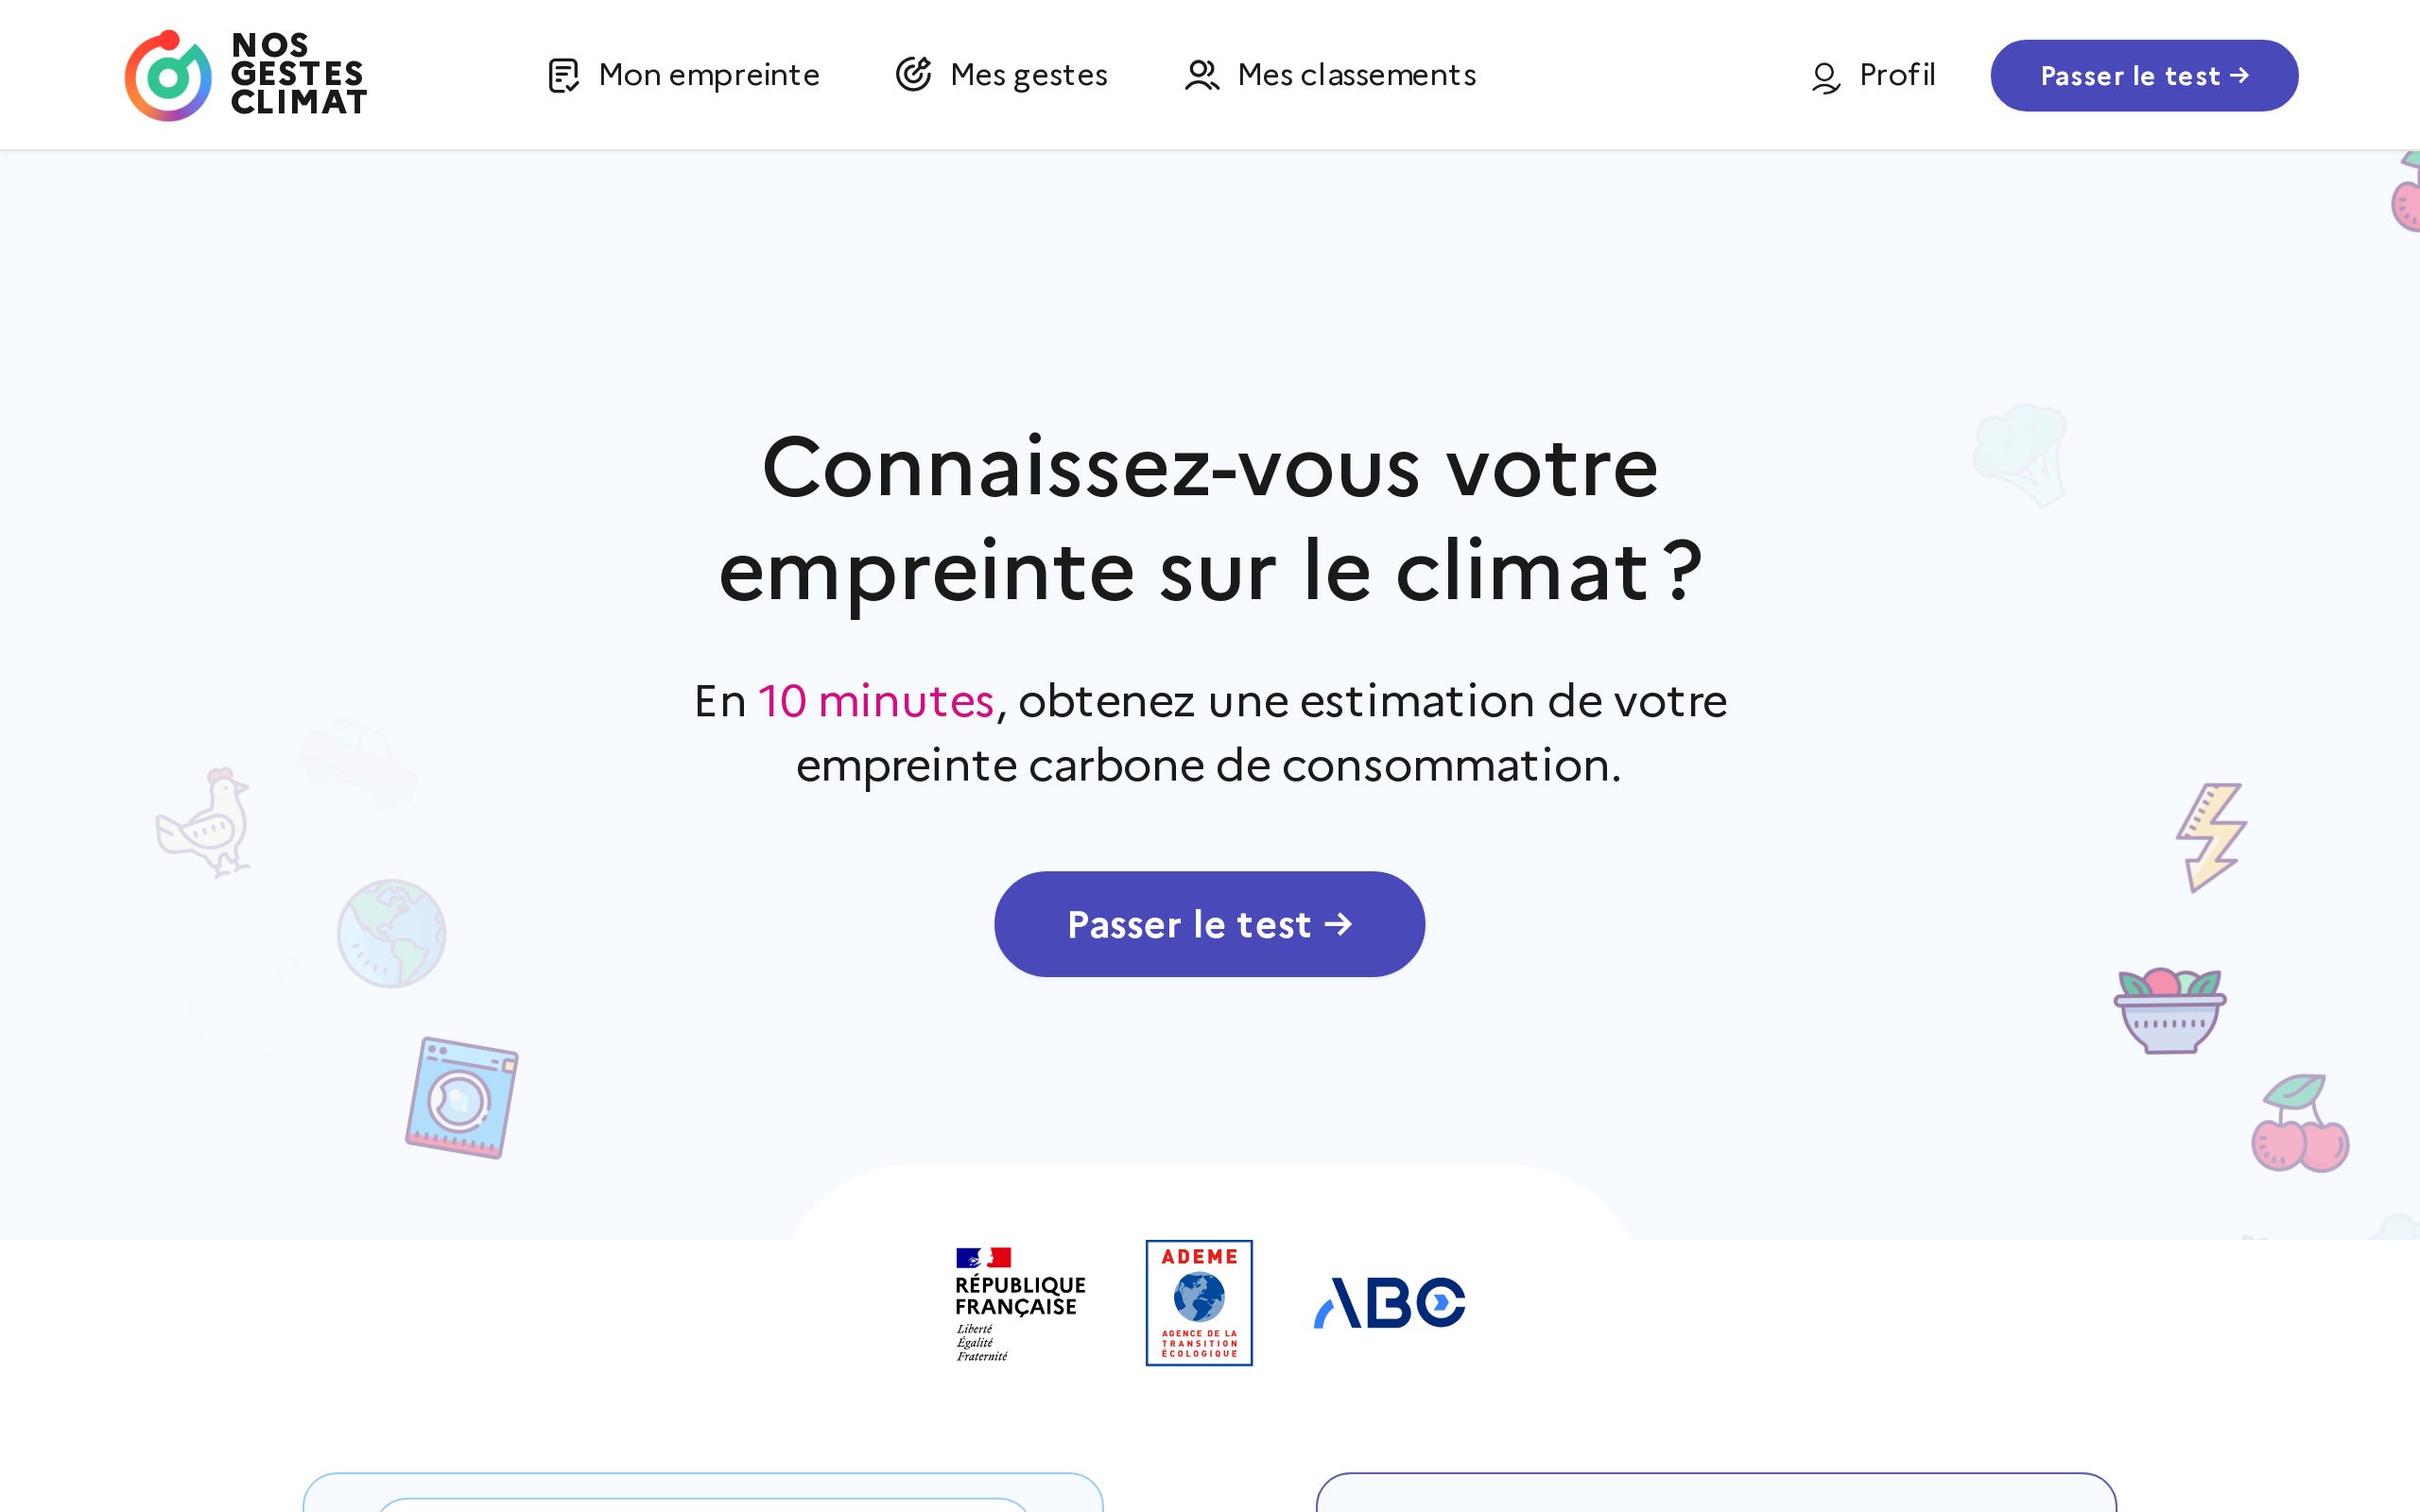 NOS
GESTES
CLIMAT
Mon empreinte
Mes gestes
Mes classements
Profil
Passer le test →
Connaissez-vous votre
empreinte sur le climat ?
En 10 minutes, obtenez une estimation de votre
empreinte carbone de consommation.
Passer le test →
RÉPUBLIQUE
FRANÇAISE
Liberté
Égalité
Fraternité
ADEME
AGENCE DE LA
TRANSITION
ÉCOLOGIQUE
ABC